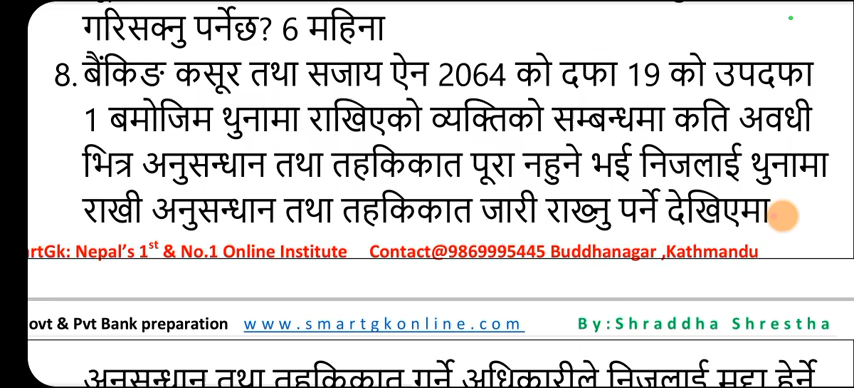 गरिसक्नु पर्नेछ? 6 महिना
8. बैंकिङ कसूर तथा सजाय ऐन 2064 को दफा 19 को उपदफा
1 बमोजिम थुनामा राखिएको व्यक्तिको सम्बन्धमा कति अवधी
भित्र अनुसन्धान तथा तहकिकात पूरा नहुने भई निजलाई थुनामा
राखी अनुसन्धान तथा तहकिकात जारी राख्नु पर्ने देखिएमा
rtGk: Nepal's 1st & No.1 Online Institute Contact@9869995445 Buddhanagar ,Kathmandu
ovt & Pvt Bank preparation www.smartgkonline.com By:Shraddha Shrestha
अनुसन्धान तथा तहकिकात गर्ने अधिकारीले निजलाई मुद्दा हेर्ने